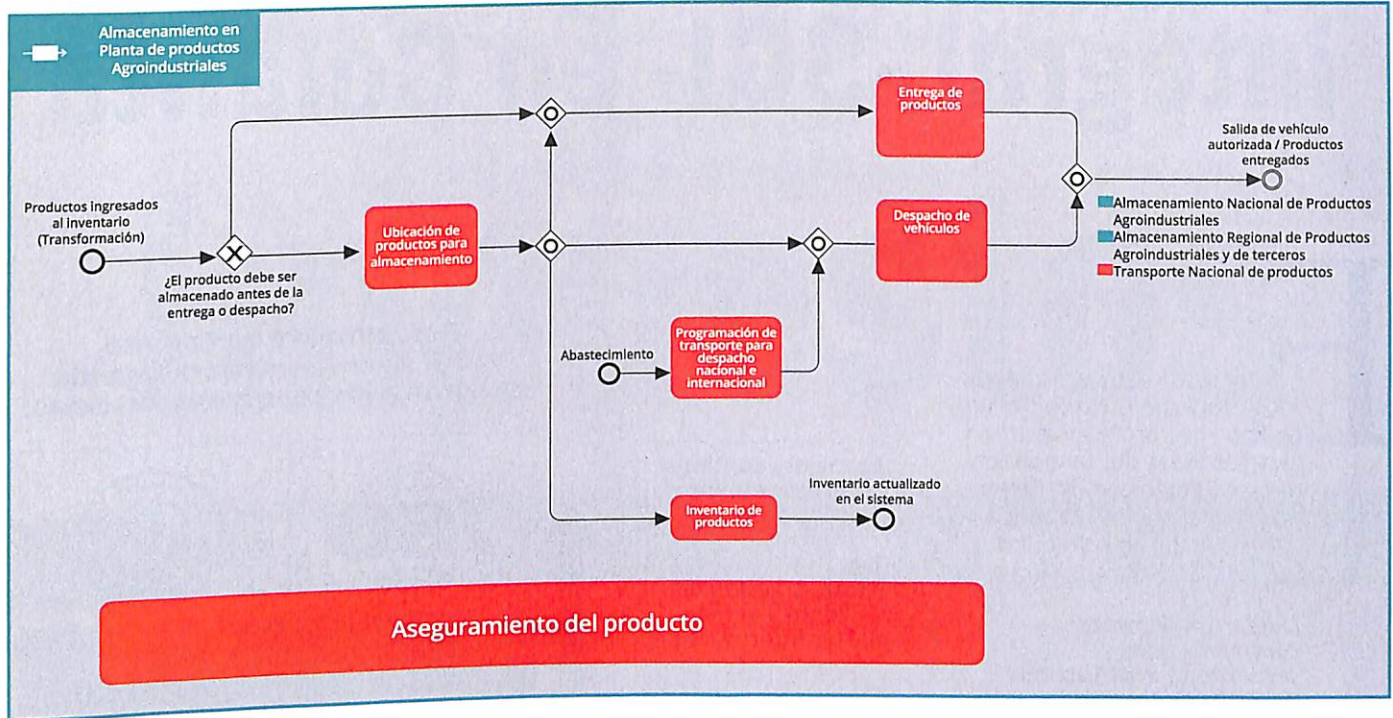 Almacenamiento en
Planta de productos
Agroindustriales
Entrega de
productos
Salida de vehículo
autorizada / Productos
entregados
Productos ingresados
al inventario
(Transformación)
Ubicación de
productos para
almacenamiento
Despacho de
vehículos
Almacenamiento Nacional de Productos
Agroindustriales
Almacenamiento Regional de Productos
Agroindustriales y de terceros
Transporte Nacional de productos
¿El producto debe ser
almacenado antes de la
entrega o despacho?
Abastecimiento
Programación de
transporte para
despacho
nacional e
internacional
Inventario de
productos
Inventario actualizado
en el sistema
Aseguramiento del producto